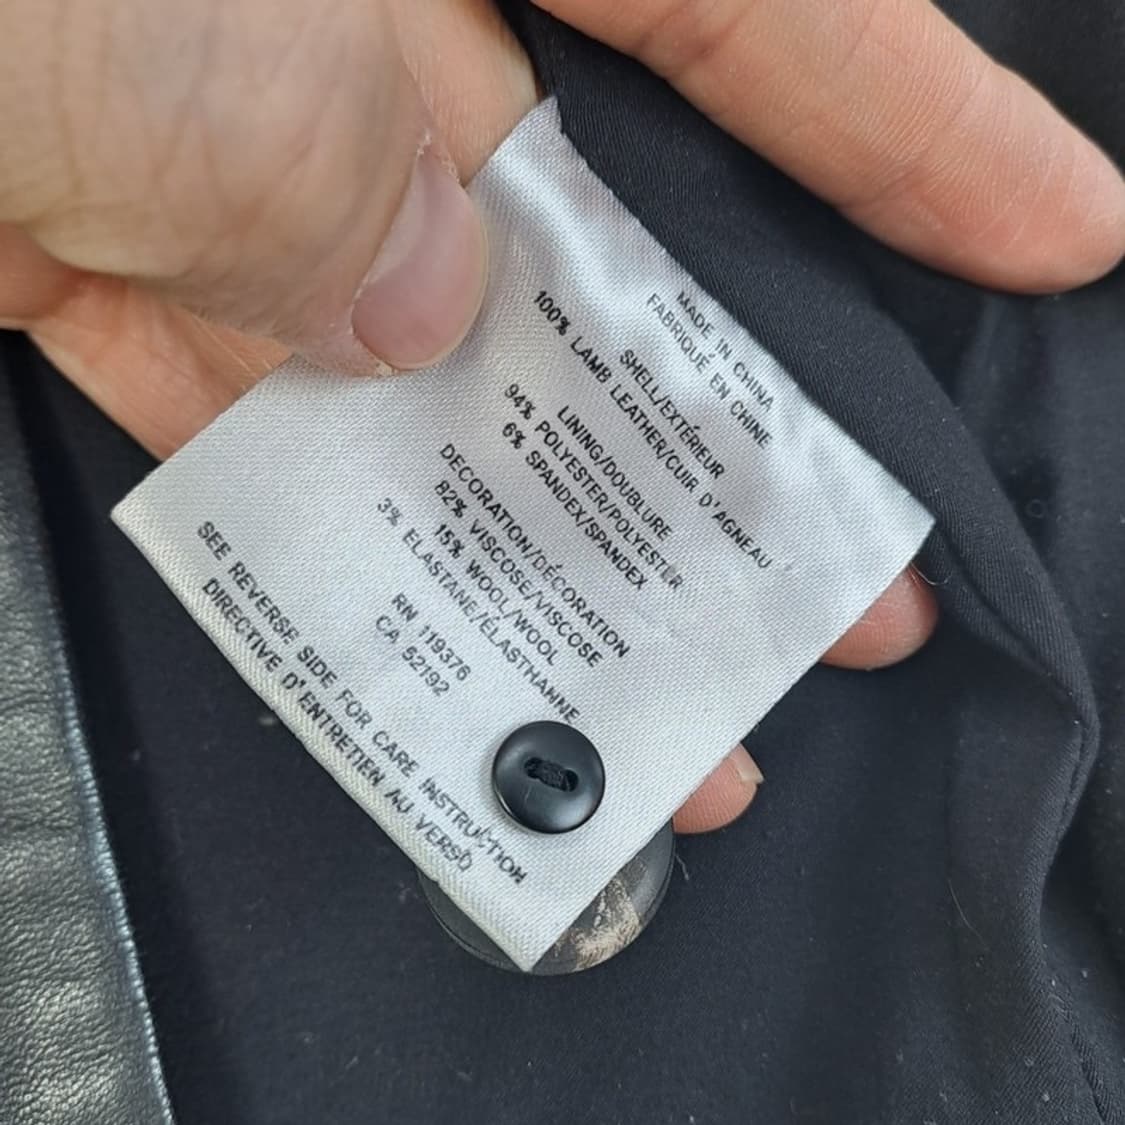 MADE IN CHINA
FABRIQUÉ EN CHINE
SHELL/EXTÉRIEUR
100% LAMB LEATHER/CUIR D'AGNEAU
LINING/DOUBLURE
94% POLYESTER/POLYESTER
6% SPANDEX/SPANDEX
DECORATION/DÉCORATION
82% VISCOSE/VISCOSE
15% WOOL/WOOL
3% ELASTANE/ÉLASTHANNE
RN 119376
CA 52192
SEE REVERSE SIDE FOR CARE INSTRUCTION
DIRECTIVE D'ENTRETIEN AU VERSO